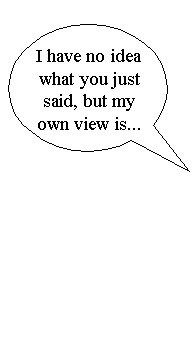 I have no idea
what you just
said, but my
own view is...